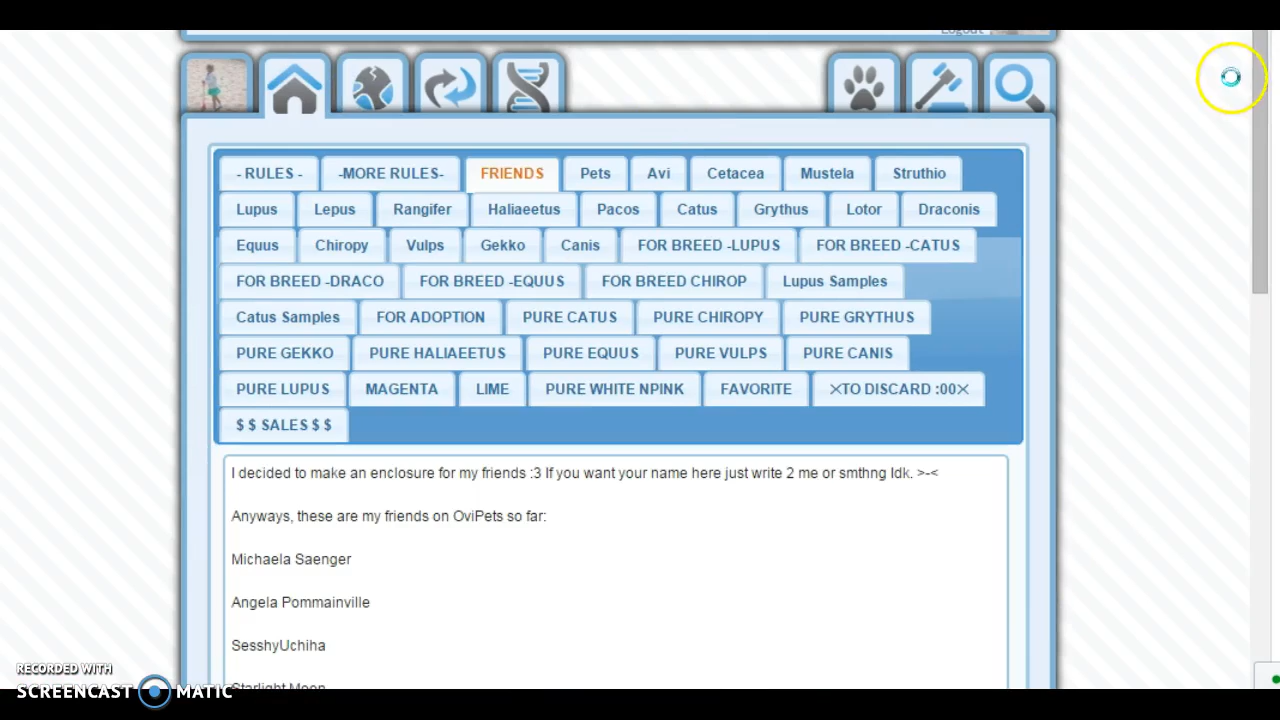 Logout
- RULES - -MORE RULES- FRIENDS Pets Avi Cetacea Mustela Struthio
Lupus Lepus Rangifer Haliaeetus Pacos Catus Grythus Lotor Draconis
Equus Chiropy Vulps Gekko Canis FOR BREED -LUPUS FOR BREED -CATUS
FOR BREED -DRACO FOR BREED -EQUUS FOR BREED CHIROP Lupus Samples
Catus Samples FOR ADOPTION PURE CATUS PURE CHIROPY PURE GRYTHUS
PURE GEKKO PURE HALIAEETUS PURE EQUUS PURE VULPS PURE CANIS
PURE LUPUS MAGENTA LIME PURE WHITE NPINK FAVORITE ╳TO DISCARD :00╳
$ $ SALES $ $
I decided to make an enclosure for my friends :3 If you want your name here just write 2 me or smthng Idk. >-<
Anyways, these are my friends on OviPets so far:
Michaela Saenger
Angela Pommainville
SesshyUchiha
Starlight Moon
RECORDED WITH
SCREENCAST MATIC